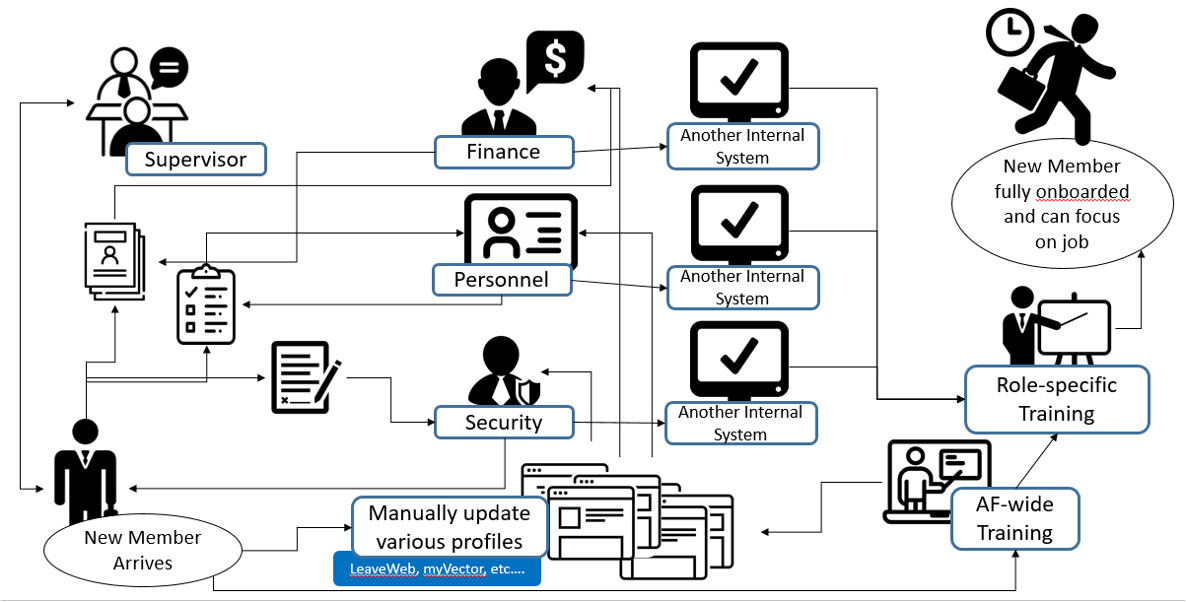 $
Supervisor
Finance
Another Internal
System
New Member
fully onboarded
and can focus
on job
Personnel
Another Internal
System
Security
Another Internal
System
Role-specific
Training
New Member
Arrives
Manually update
various profiles
LeaveWeb, myVector, etc....
AF-wide
Training